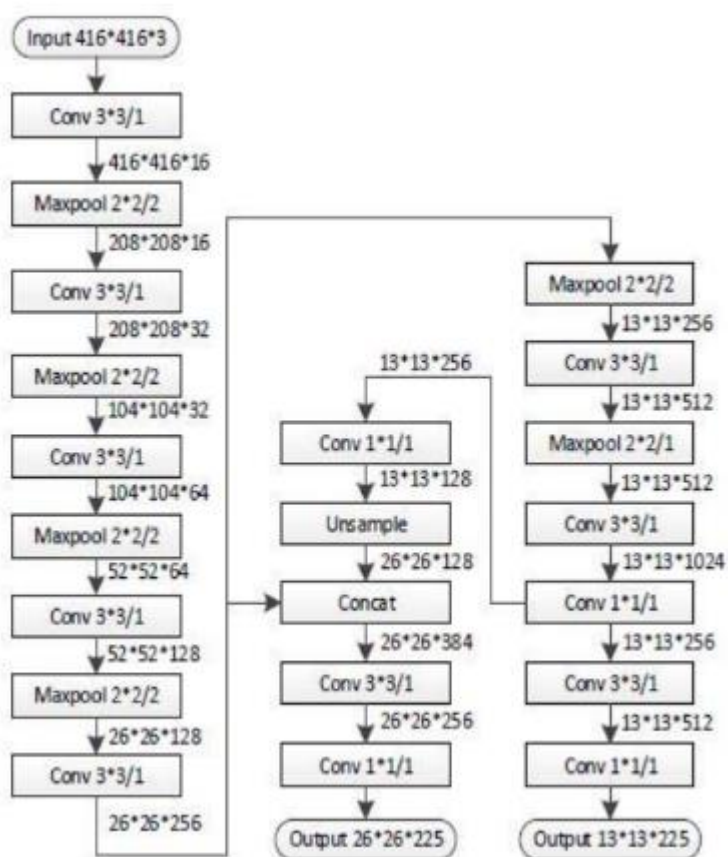 Input 416*416*3
Conv 3*3/1
416*416*16
Maxpool 2*2/2
208*208*16
Conv 3*3/1
208*208*32
Maxpool 2*2/2
104*104*32
Conv 3*3/1
104*104*64
Maxpool 2*2/2
52*52*64
Conv 3*3/1
52*52*128
Maxpool 2*2/2
26*26*128
Conv 3*3/1
26*26*256
13*13*256
Conv 1*1/1
13*13*128
Unsample
26*26*128
Concat
26*26*384
Conv 3*3/1
26*26*256
Conv 1*1/1
Output 26*26*225
Maxpool 2*2/2
13*13*256
Conv 3*3/1
13*13*512
Maxpool 2*2/1
13*13*512
Conv 3*3/1
13*13*1024
Conv 1*1/1
13*13*256
Conv 3*3/1
13*13*512
Conv 1*1/1
Output 13*13*225